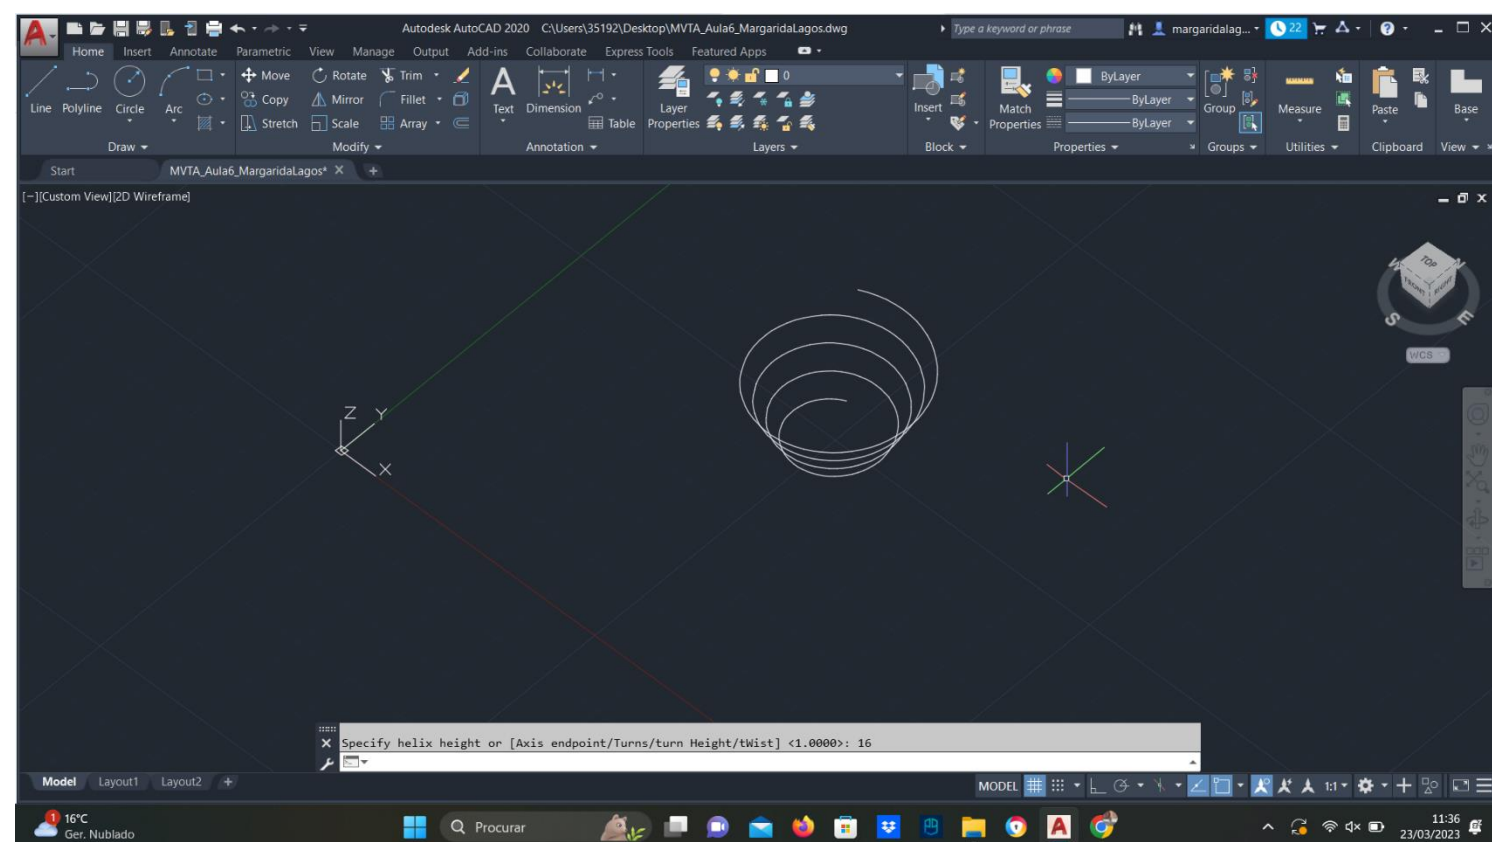 Autodesk AutoCAD 2020 C:\Users\35192\Desktop\MVTA_Aula6_MargaridaLagos.dwg Type a keyword or phrase margaridalag... 22
Home Insert Annotate Parametric View Manage Output Add-ins Collaborate Express Tools Featured Apps
Move Rotate Trim 0 ByLayer
Line Polyline Circle Arc Copy Mirror Fillet Text Dimension Layer Properties Insert Match Properties ByLayer Group Measure Paste Base
Stretch Scale Array Table ByLayer
Draw Modify Annotation Layers Block Properties Groups Utilities Clipboard View
Start MVTA_Aula6_MargaridaLagos* X +
[−][Custom View][2D Wireframe]
W TOP N
FRONT RIGHT
S E
WCS
Z Y
X
Specify helix height or [Axis endpoint/Turns/turn Height/tWist] <1.0000>: 16
Model Layout1 Layout2 + MODEL 1:1
1 16°C
Ger. Nublado
Procurar
11:36
23/03/2023